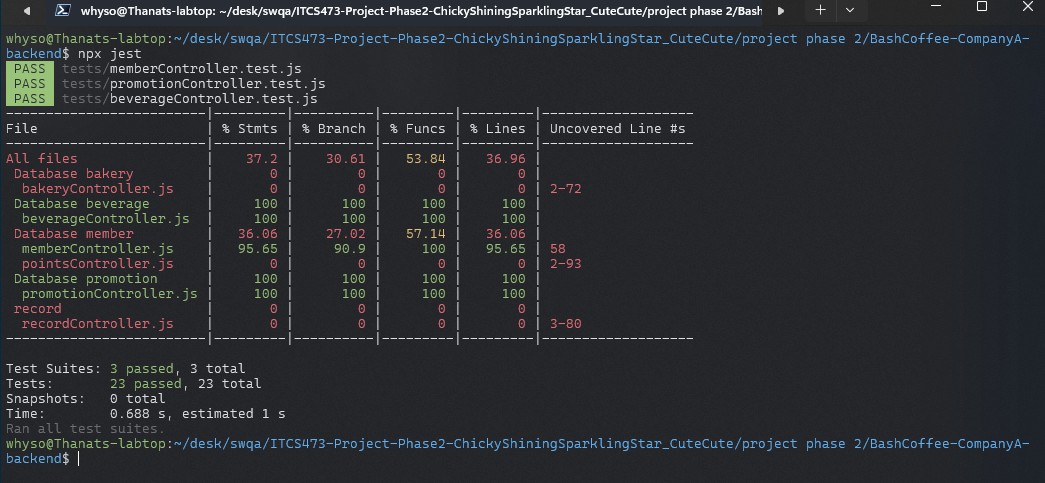 whyso@Thanats-labtop: ~/desk/swqa/ITCS473-Project-Phase2-ChickyShiningSparklingStar_CuteCute/project phase 2/Bash
whyso@Thanats-labtop:~/desk/swqa/ITCS473-Project-Phase2-ChickyShiningSparklingStar_CuteCute/project phase 2/BashCoffee-CompanyA-
backend$ npx jest
PASS tests/memberController.test.js
PASS tests/promotionController.test.js
PASS tests/beverageController.test.js
--------------------------|---------|----------|---------|---------|-------------------
File                      | % Stmts | % Branch | % Funcs | % Lines | Uncovered Line #s
--------------------------|---------|----------|---------|---------|-------------------
All files                 |    37.2 |    30.61 |   53.84 |   36.96 |
 Database bakery          |       0 |        0 |       0 |       0 |
  bakeryController.js     |       0 |        0 |       0 |       0 | 2-72
 Database beverage        |     100 |      100 |     100 |     100 |
  beverageController.js   |     100 |      100 |     100 |     100 |
 Database member          |   36.06 |    27.02 |   57.14 |   36.06 |
  memberController.js     |   95.65 |     90.9 |     100 |   95.65 | 58
  pointsController.js     |       0 |        0 |       0 |       0 | 2-93
 Database promotion       |     100 |      100 |     100 |     100 |
  promotionController.js  |     100 |      100 |     100 |     100 |
 record                   |       0 |        0 |       0 |       0 |
  recordController.js     |       0 |        0 |       0 |       0 | 3-80
--------------------------|---------|----------|---------|---------|-------------------
Test Suites: 3 passed, 3 total
Tests:       23 passed, 23 total
Snapshots:   0 total
Time:        0.688 s, estimated 1 s
Ran all test suites.
whyso@Thanats-labtop:~/desk/swqa/ITCS473-Project-Phase2-ChickyShiningSparklingStar_CuteCute/project phase 2/BashCoffee-CompanyA-
backend$